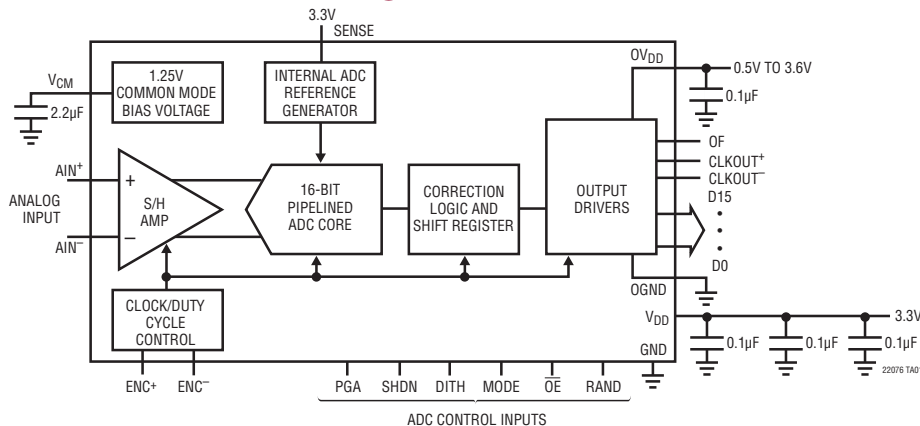 3.3V
SENSE
OVDD
0.5V TO 3.6V
0.1µF
VCM
2.2µF
1.25V
COMMON MODE
BIAS VOLTAGE
INTERNAL ADC
REFERENCE
GENERATOR
OF
CLKOUT+
CLKOUT–
D15
•
•
•
D0
AIN+
ANALOG
INPUT
AIN–
+
–
S/H
AMP
16-BIT
PIPELINED
ADC CORE
CORRECTION
LOGIC AND
SHIFT REGISTER
OUTPUT
DRIVERS
OGND
CLOCK/DUTY
CYCLE
CONTROL
VDD
3.3V
0.1µF
0.1µF
0.1µF
GND
22076 TA01
ENC+
ENC–
PGA
SHDN
DITH
MODE
OE
RAND
ADC CONTROL INPUTS